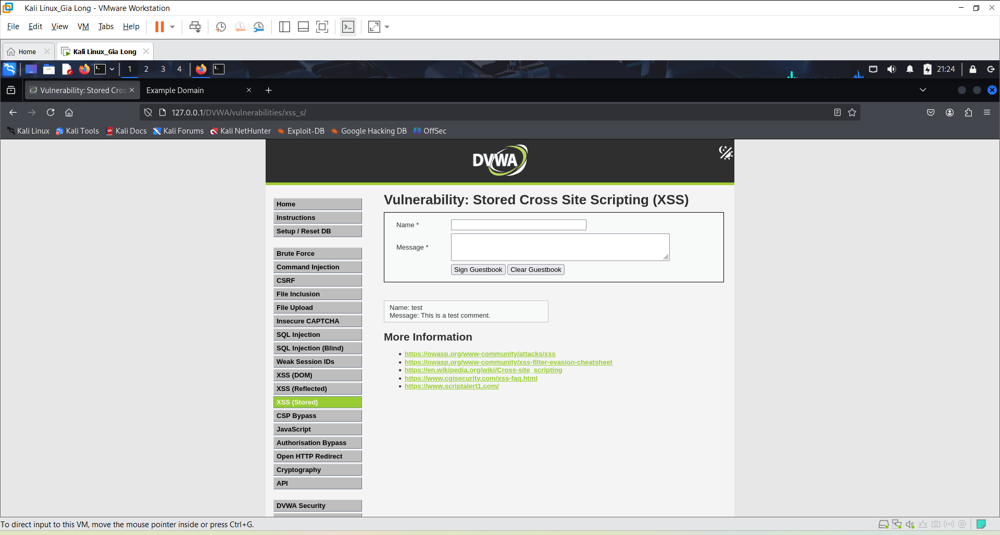 Kali Linux_Gia Long - VMware Workstation
File Edit View VM Tabs Help
Home Kali Linux_Gia Long
1 2 3 4 21:24
Vulnerability: Stored Cros Example Domain
127.0.0.1/DVWA/vulnerabilities/xss_s/
Kali Linux Kali Tools Kali Docs Kali Forums Kali NetHunter Exploit-DB Google Hacking DB OffSec
DVWA
Home
Instructions
Setup / Reset DB
Brute Force
Command Injection
CSRF
File Inclusion
File Upload
Insecure CAPTCHA
SQL Injection
SQL Injection (Blind)
Weak Session IDs
XSS (DOM)
XSS (Reflected)
XSS (Stored)
CSP Bypass
JavaScript
Authorisation Bypass
Open HTTP Redirect
Cryptography
API
DVWA Security
Vulnerability: Stored Cross Site Scripting (XSS)
Name *
Message *
Sign Guestbook Clear Guestbook
Name: test
Message: This is a test comment.
More Information
https://owasp.org/www-community/attacks/xss
https://owasp.org/www-community/xss-filter-evasion-cheatsheet
https://en.wikipedia.org/wiki/Cross-site_scripting
https://www.cgisecurity.com/xss-faq.html
https://www.scriptalert1.com/
To direct input to this VM, move the mouse pointer inside or press Ctrl+G.